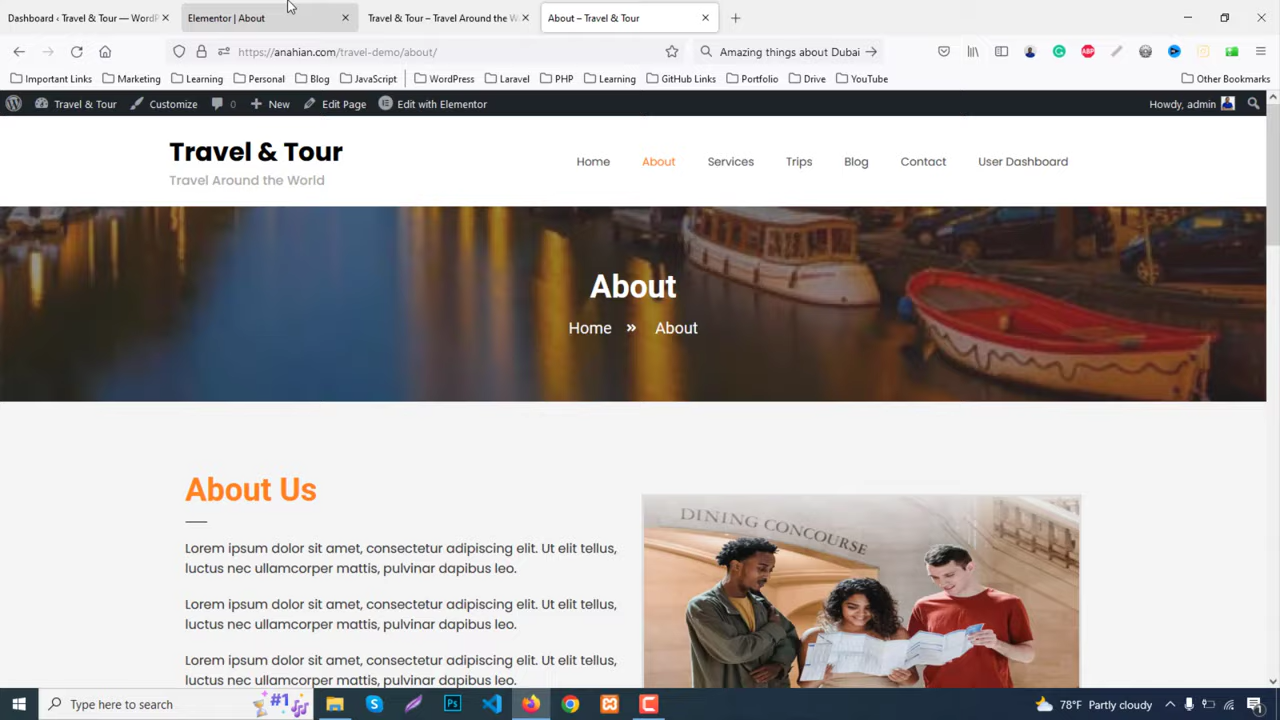 Dashboard ‹ Travel & Tour — WordP
Elementor | About
Travel & Tour – Travel Around the W
About – Travel & Tour
https://anahian.com/travel-demo/about/
Amazing things about Dubai
Important Links
Marketing
Learning
Personal
Blog
JavaScript
WordPress
Laravel
PHP
Learning
GitHub Links
Portfolio
Drive
YouTube
Other Bookmarks
Travel & Tour
Customize
0
New
Edit Page
Edit with Elementor
Howdy, admin
Travel & Tour
Travel Around the World
Home
About
Services
Trips
Blog
Contact
User Dashboard
About
Home » About
About Us
Lorem ipsum dolor sit amet, consectetur adipiscing elit. Ut elit tellus,
luctus nec ullamcorper mattis, pulvinar dapibus leo.
Lorem ipsum dolor sit amet, consectetur adipiscing elit. Ut elit tellus,
luctus nec ullamcorper mattis, pulvinar dapibus leo.
Lorem ipsum dolor sit amet, consectetur adipiscing elit. Ut elit tellus,
luctus nec ullamcorper mattis, pulvinar dapibus leo.
DINING CONCOURSE
Type here to search
#1
78°F Partly cloudy